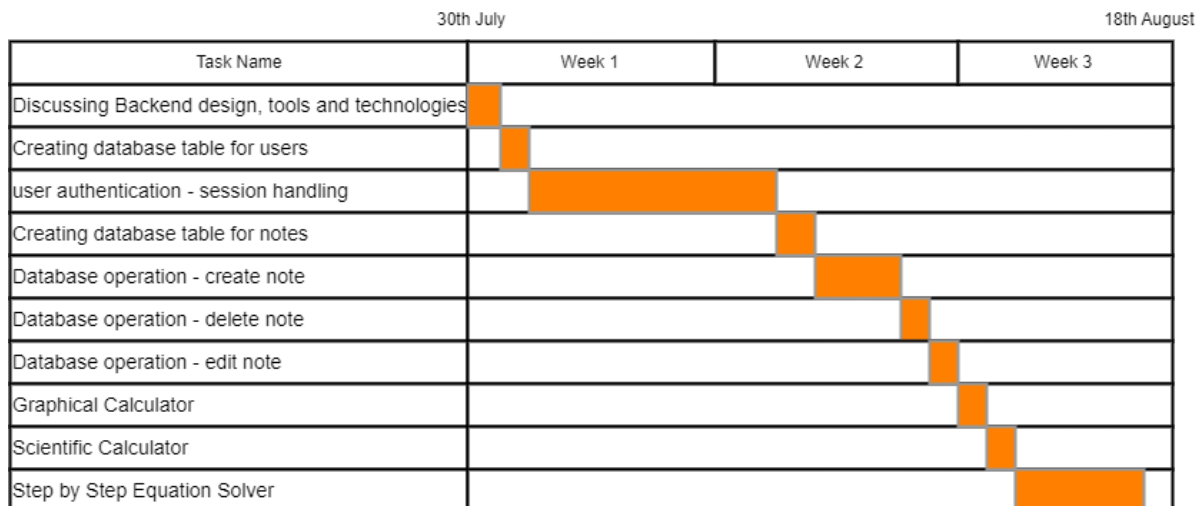 30th July 18th August
Task Name Week 1 Week 2 Week 3
Discussing Backend design, tools and technologies
Creating database table for users
user authentication - session handling
Creating database table for notes
Database operation - create note
Database operation - delete note
Database operation - edit note
Graphical Calculator
Scientific Calculator
Step by Step Equation Solver